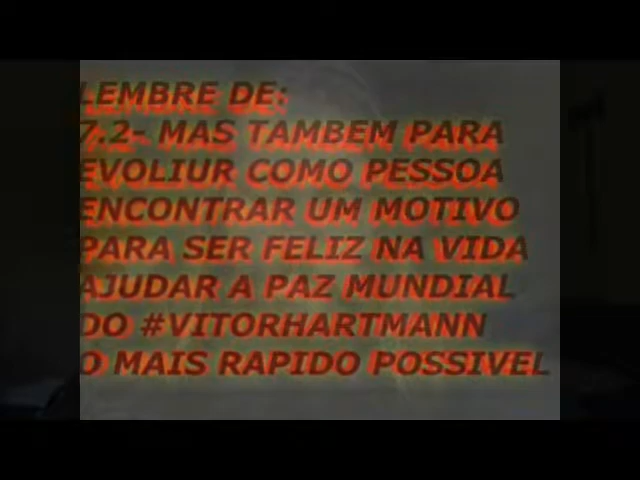 LEMBRE DE:
7.2- MAS TAMBEM PARA
EVOLIUR COMO PESSOA
ENCONTRAR UM MOTIVO
PARA SER FELIZ NA VIDA
AJUDAR A PAZ MUNDIAL
DO #VITORHARTMANN
O MAIS RAPIDO POSSIVEL